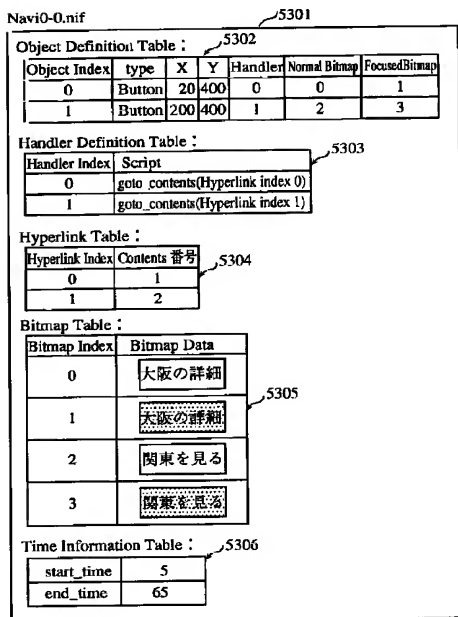 Navi0-0.nif
5301
Object Definition Table : 5302
Object Index type X Y Handler Normal Bitmap FocusedBitmap
0 Button 20 400 0 0 1
1 Button 200 400 1 2 3
Handler Definition Table : 5303
Handler Index Script
0 goto_contents(Hyperlink index 0)
1 goto_contents(Hyperlink index 1)
Hyperlink Table :
Hyperlink Index Contents 番号 5304
0 1
1 2
Bitmap Table :
Bitmap Index Bitmap Data
0 大阪の詳細
5305
1 大阪の詳細
2 関東を見る
3 関東を見る
Time Information Table : 5306
start_time 5
end_time 65